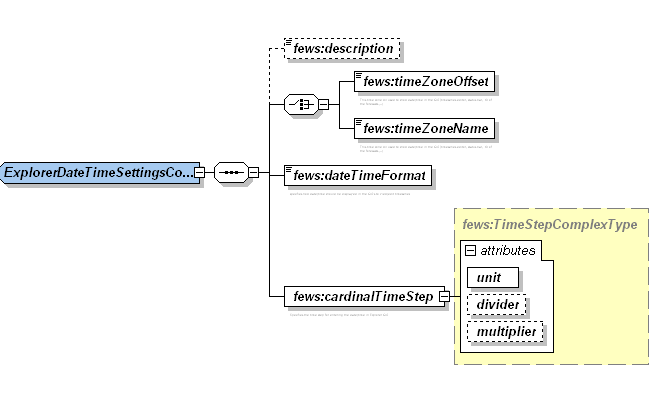 fews:description
fews:timeZoneOffset
fews:timeZoneName
ExplorerDateTimeSettingsCo...
fews:dateTimeFormat
fews:TimeStepComplexType
attributes
unit
fews:cardinalTimeStep
divider
multiplier